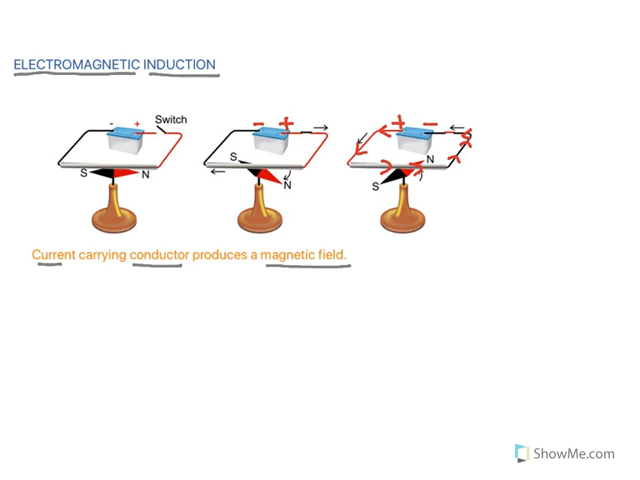 ELECTROMAGNETIC INDUCTION
- + Switch
S N
- +
S
N
+ -
N
S
Current carrying conductor produces a magnetic field.
ShowMe.com